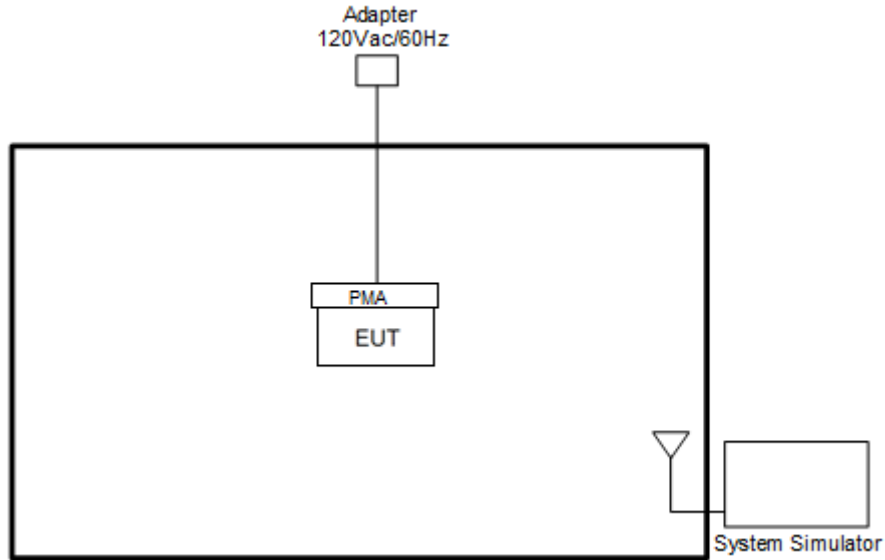 Adapter
120Vac/60Hz
PMA
EUT
System Simulator